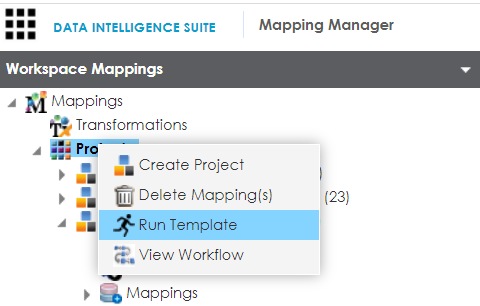 DATA INTELLIGENCE SUITE Mapping Manager
Workspace Mappings
Mappings
Transformations
Create Project
Delete Mapping(s) (23)
Run Template
View Workflow
Mappings